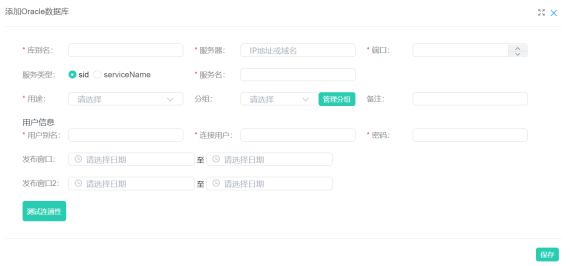 添加Oracle数据库
* 库别名： * 服务器： IP地址或域名 * 端口：
服务类型： sid serviceName * 服务名：
* 用途： 请选择 分组： 请选择 管理分组 备注：
用户信息
* 用户别名： * 连接用户： * 密码：
发布窗口： 请选择日期 至 请选择日期
发布窗口2： 请选择日期 至 请选择日期
测试连通性
保存